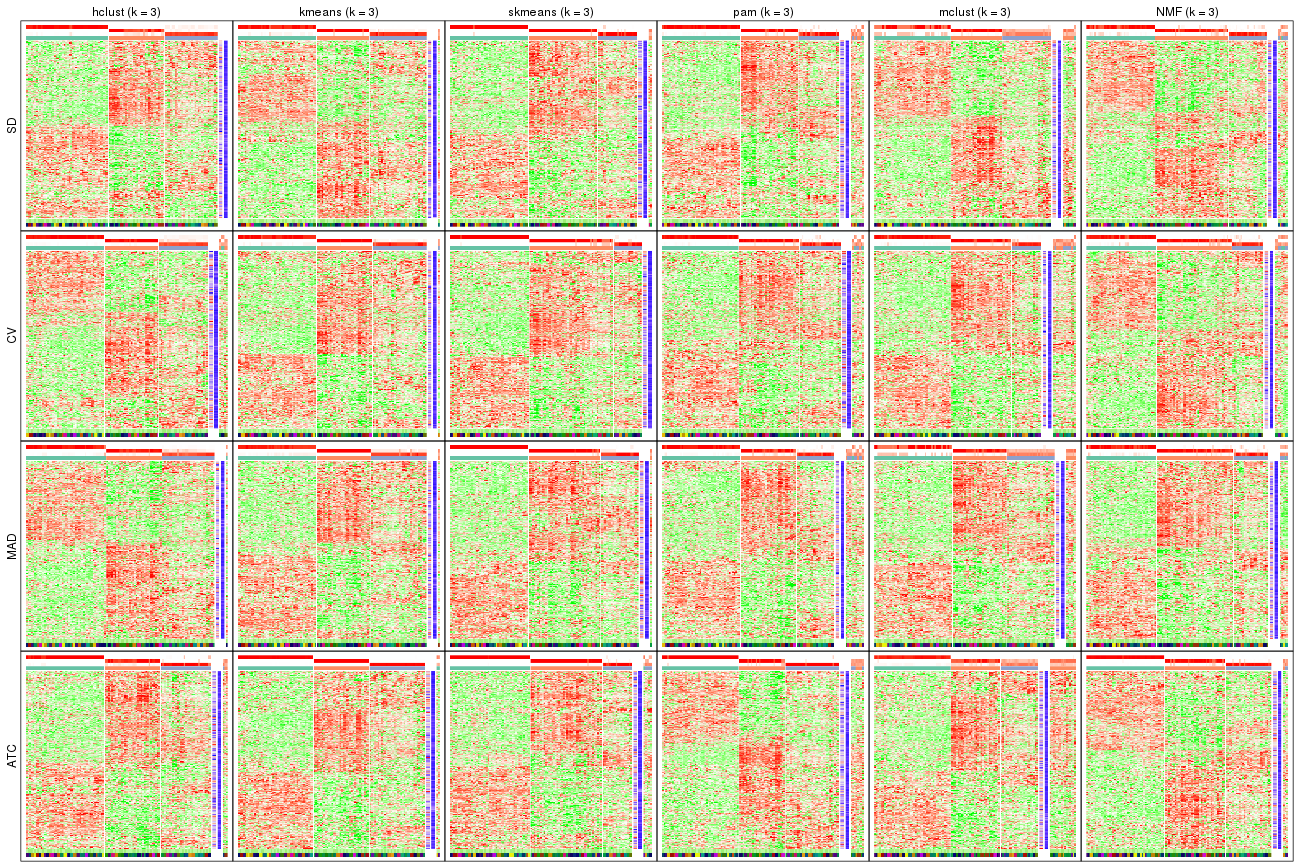 hclust (k = 3)
kmeans (k = 3)
skmeans (k = 3)
pam (k = 3)
mclust (k = 3)
NMF (k = 3)
SD
CV
MAD
ATC